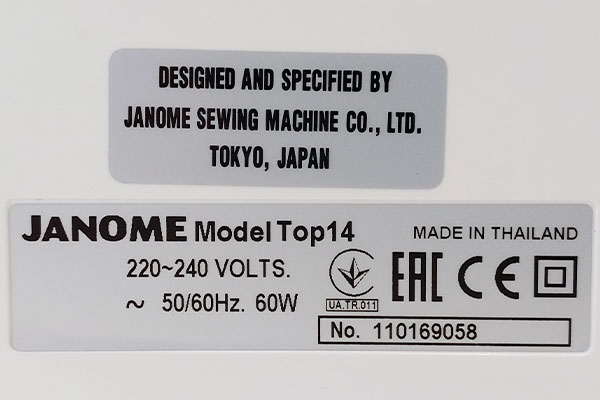 DESIGNED AND SPECIFIED BY
JANOME SEWING MACHINE CO., LTD.
TOKYO, JAPAN
JANOME Model Top14 MADE IN THAILAND
220~240 VOLTS.
~ 50/60Hz. 60W
UA.TR.011
EAC CE
No. 110169058